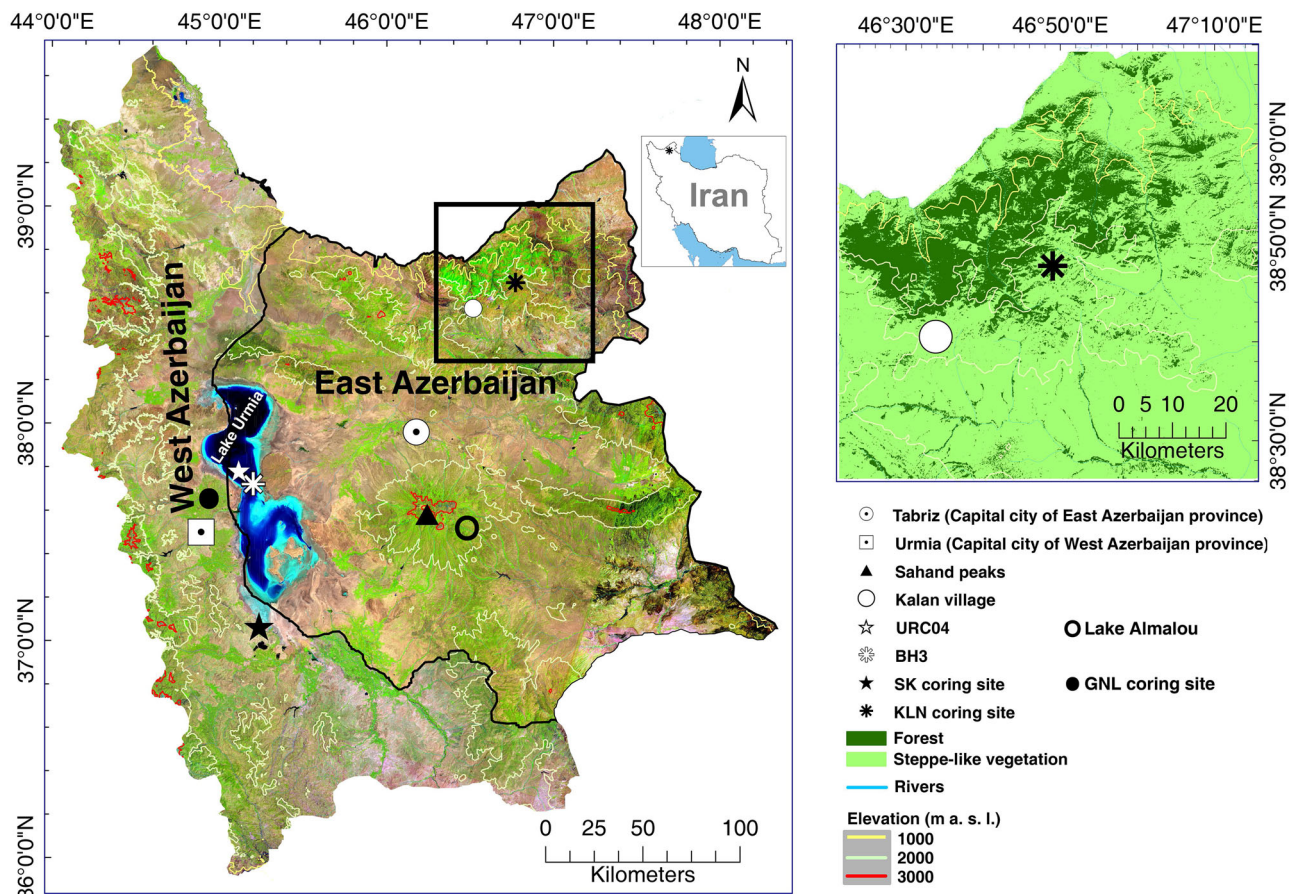 44°0'0"E 45°0'0"E 46°0'0"E 47°0'0"E 48°0'0"E
39°0'0"N
38°0'0"N
37°0'0"N
36°0'0"N
N
Iran
West Azerbaijan
East Azerbaijan
Lake Urmia
0 25 50 100
Kilometers
46°30'0"E 46°50'0"E 47°10'0"E
39°0'0"N
38°50'0"N
38°30'0"N
0 5 10 20
Kilometers
Tabriz (Capital city of East Azerbaijan province)
Urmia (Capital city of West Azerbaijan province)
Sahand peaks
Kalan village
URC04 Lake Almalou
BH3
SK coring site GNL coring site
KLN coring site
Forest
Steppe-like vegetation
Rivers
Elevation (m a. s. l.)
1000
2000
3000